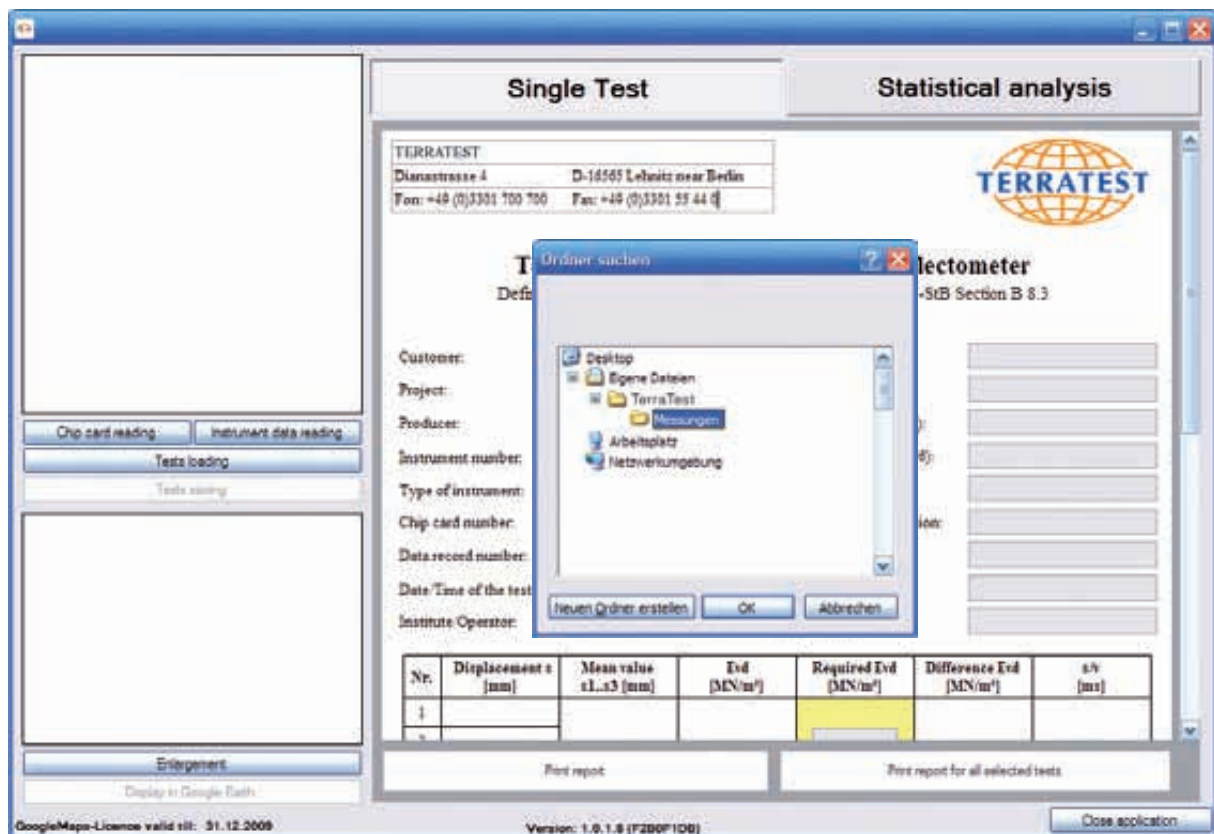 Single Test
Statistical analysis
TERRATEST
Dianastrasse 4 D-16565 Lehnitz near Berlin
Fon: +49 (0)3301 700 700 Fax: +49 (0)3301 55 44 0
TERRATEST
Ordner suchen
lectometer
Defi
-StB Section B 8.3
Desktop
Eigene Dateien
TerraTest
Messungen
Arbeitsplatz
Netzwerkumgebung
Neuen Ordner erstellen OK Abbrechen
Customer:
Project:
Producer:
Instrument number:
Type of instrument:
Chip card number:
ion:
Data record number:
Date/Time of the test
Institute Operator:
Chip card reading Instrument data reading
Tests loading
Tests saving
Nr. Displacement s [mm] Mean value s1..s3 [mm] Evd [MN/m²] Required Evd [MN/m²] Difference Evd [MN/m²] s/v [ms]
1
Enlargement
Display in Google Earth
Print report Print report for all selected tests
GoogleMaps-Licence valid till: 31.12.2009
Version: 1.0.1.8 (F2B0F1DB)
Close application